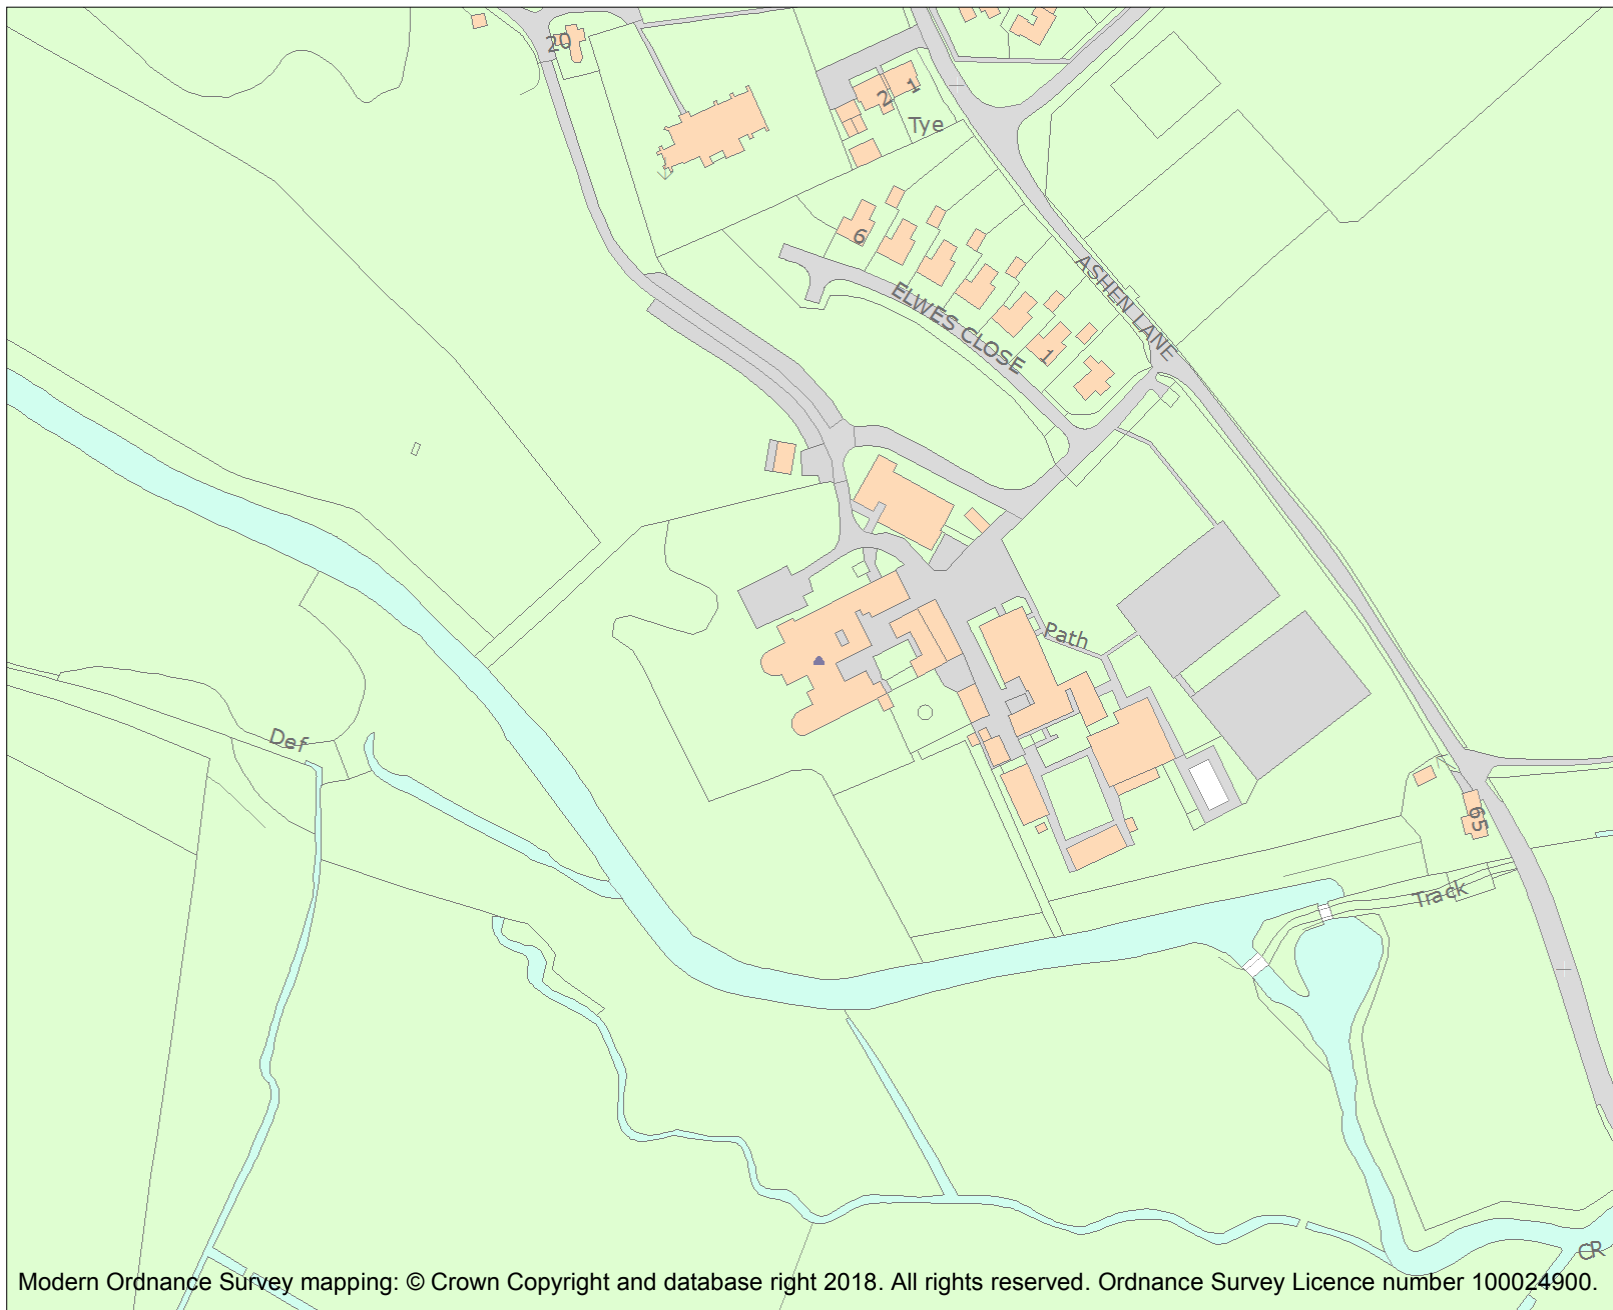 20
2
1
Tye
6
ELWES CLOSE
1
ASHEN LANE
Path
Def
65
Track
CR
Modern Ordnance Survey mapping: © Crown Copyright and database right 2018. All rights reserved. Ordnance Survey Licence number 100024900.